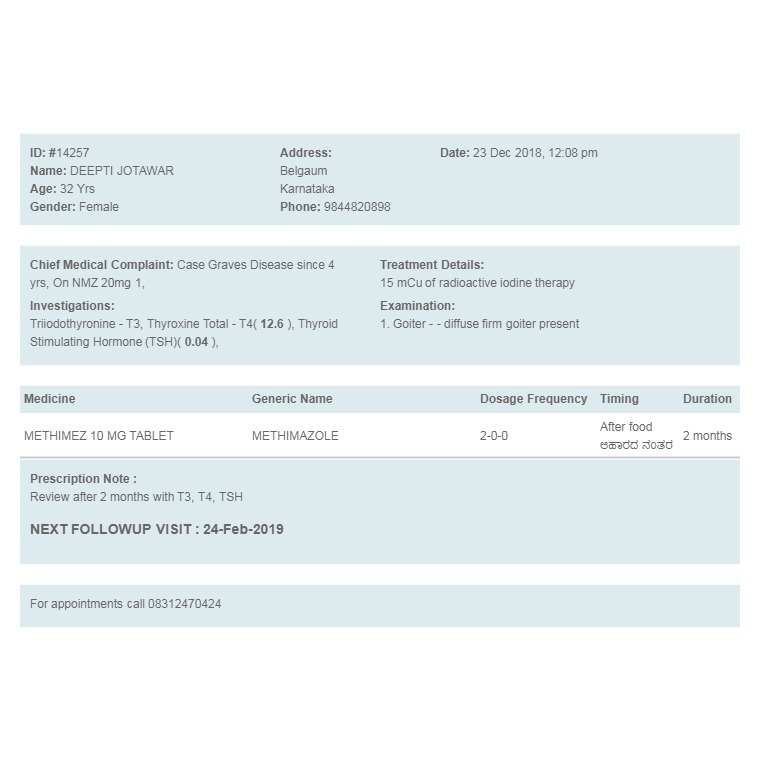 ID: #14257
Name: DEEPTI JOTAWAR
Age: 32 Yrs
Gender: Female
Address:
Belgaum
Karnataka
Phone: 9844820898
Date: 23 Dec 2018, 12:08 pm
Chief Medical Complaint: Case Graves Disease since 4
yrs, On NMZ 20mg 1,
Investigations:
Triiodothyronine - T3, Thyroxine Total - T4( 12.6 ), Thyroid
Stimulating Hormone (TSH)( 0.04 ),
Treatment Details:
15 mCu of radioactive iodine therapy
Examination:
1. Goiter - - diffuse firm goiter present
Medicine Generic Name Dosage Frequency Timing Duration
METHIMEZ 10 MG TABLET METHIMAZOLE 2-0-0 After food 2 months
ಆಹಾರದ ನಂತರ
Prescription Note :
Review after 2 months with T3, T4, TSH
NEXT FOLLOWUP VISIT : 24-Feb-2019
For appointments call 08312470424